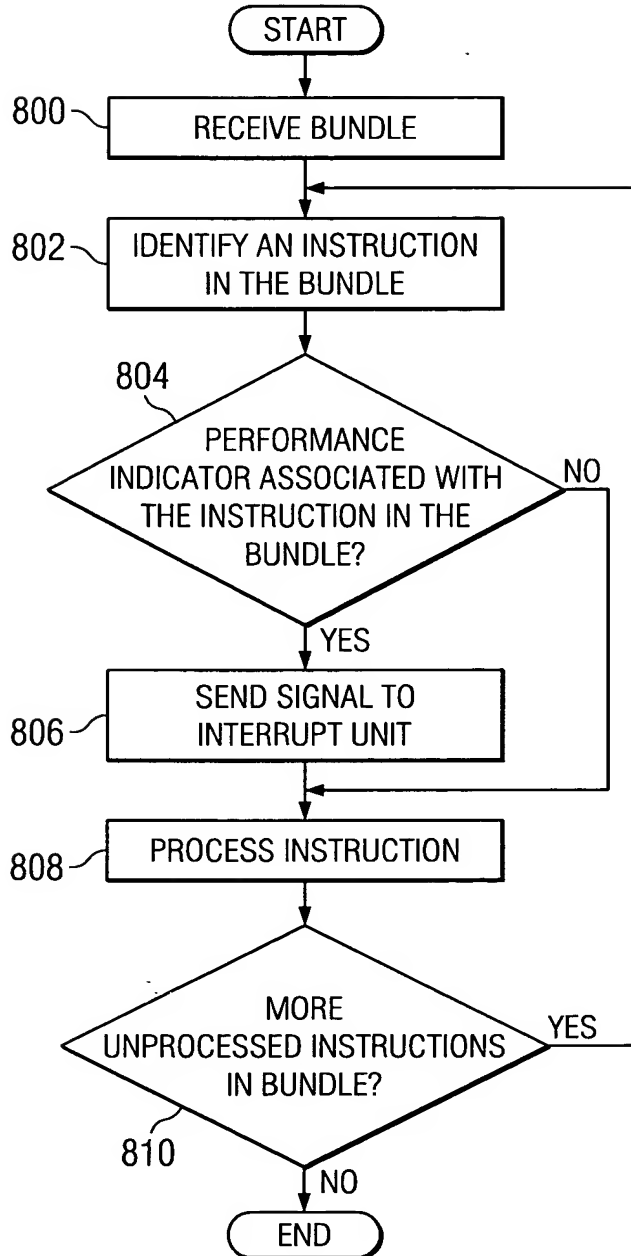 START
800
RECEIVE BUNDLE
802
IDENTIFY AN INSTRUCTION
IN THE BUNDLE
804
PERFORMANCE
INDICATOR ASSOCIATED WITH
THE INSTRUCTION IN THE
BUNDLE?
NO
YES
806
SEND SIGNAL TO
INTERRUPT UNIT
808
PROCESS INSTRUCTION
MORE
UNPROCESSED INSTRUCTIONS
IN BUNDLE?
YES
810
NO
END